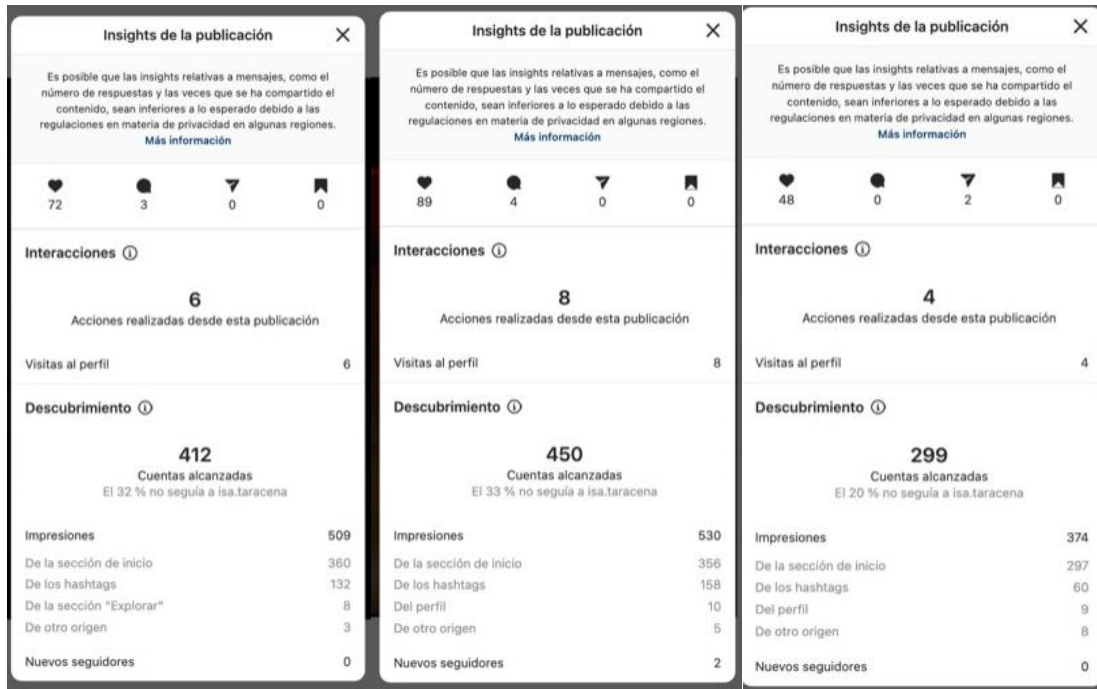 Insights de la publicación
Es posible que las insights relativas a mensajes, como el
número de respuestas y las veces que se ha compartido el
contenido, sean inferiores a lo esperado debido a las
regulaciones en materia de privacidad en algunas regiones.
Más información
72 3 0 0
Interacciones
6
Acciones realizadas desde esta publicación
Visitas al perfil 6
Descubrimiento
412
Cuentas alcanzadas
El 32 % no seguía a isa.taracena
Impresiones 509
De la sección de inicio 360
De los hashtags 132
De la sección "Explorar" 8
De otro origen 3
Nuevos seguidores 0
Insights de la publicación
Es posible que las insights relativas a mensajes, como el
número de respuestas y las veces que se ha compartido el
contenido, sean inferiores a lo esperado debido a las
regulaciones en materia de privacidad en algunas regiones.
Más información
89 4 0 0
Interacciones
8
Acciones realizadas desde esta publicación
Visitas al perfil 8
Descubrimiento
450
Cuentas alcanzadas
El 33 % no seguía a isa.taracena
Impresiones 530
De la sección de inicio 356
De los hashtags 158
Del perfil 10
De otro origen 5
Nuevos seguidores 2
Insights de la publicación
Es posible que las insights relativas a mensajes, como el
número de respuestas y las veces que se ha compartido el
contenido, sean inferiores a lo esperado debido a las
regulaciones en materia de privacidad en algunas regiones.
Más información
48 0 2 0
Interacciones
4
Acciones realizadas desde esta publicación
Visitas al perfil 4
Descubrimiento
299
Cuentas alcanzadas
El 20 % no seguía a isa.taracena
Impresiones 374
De la sección de inicio 297
De los hashtags 60
Del perfil 9
De otro origen 8
Nuevos seguidores 0